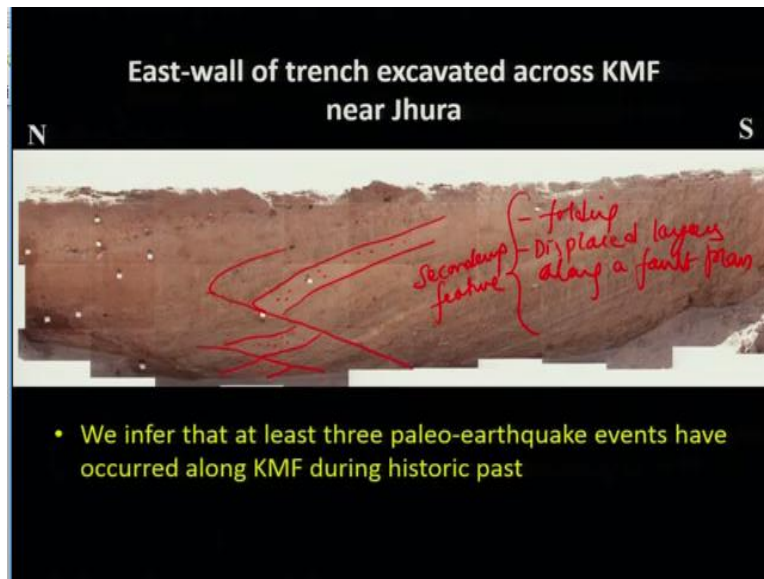 East-wall of trench excavated across KMF
near Jhura
N
S
- folding
- Displaced layers
along a fault plan
Secondary
feature
• We infer that at least three paleo-earthquake events have
occurred along KMF during historic past